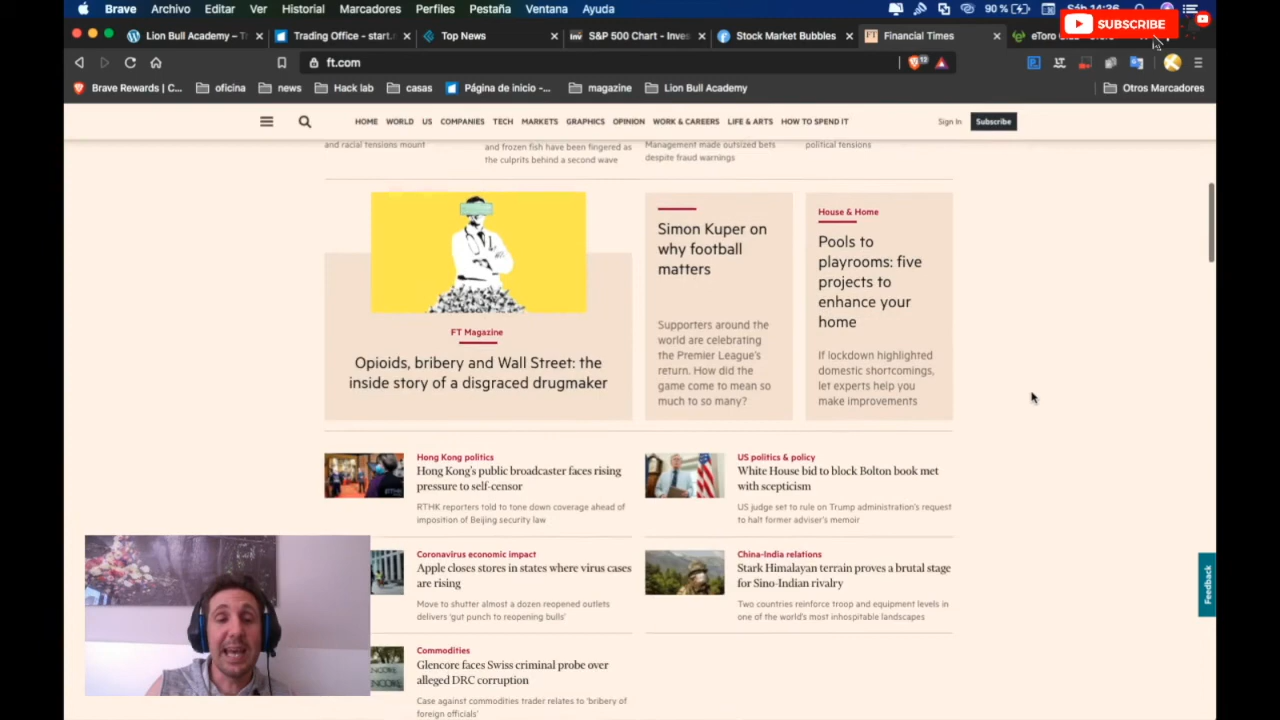 Brave Archivo Editar Ver Historial Marcadores Perfiles Pestaña Ventana Ayuda
90 %
Sáb 14:36
SUBSCRIBE
Lion Bull Academy – Tr
Trading Office - start.
Top News
S&P 500 Chart – Inves
Stock Market Bubbles
Financial Times
ft.com
Brave Rewards | C...
oficina
news
Hack lab
casas
Página de inicio -...
magazine
Lion Bull Academy
Otros Marcadores
HOME WORLD US COMPANIES TECH MARKETS GRAPHICS OPINION WORK & CAREERS LIFE & ARTS HOW TO SPEND IT
Sign In
Subscribe
and racial tensions mount
and frozen fish have been fingered as
the culprits behind a second wave
Management made outsized bets
despite fraud warnings
political tensions
FT Magazine
Opioids, bribery and Wall Street: the
inside story of a disgraced drugmaker
Simon Kuper on
why football
matters
Supporters around the
world are celebrating
the Premier League's
return. How did the
game come to mean so
much to so many?
House & Home
Pools to
playrooms: five
projects to
enhance your
home
If lockdown highlighted
domestic shortcomings,
let experts help you
make improvements
Hong Kong politics
Hong Kong's public broadcaster faces rising
pressure to self-censor
RTHK reporters told to tone down coverage ahead of
imposition of Beijing security law
US politics & policy
White House bid to block Bolton book met
with scepticism
US judge set to rule on Trump administration's request
to halt former adviser's memoir
Coronavirus economic impact
Apple closes stores in states where virus cases
are rising
Move to shutter almost a dozen reopened outlets
delivers 'gut punch to reopening bulls'
China-India relations
Stark Himalayan terrain proves a brutal stage
for Sino-Indian rivalry
Two countries reinforce troop and equipment levels in
one of the world's most inhospitable landscapes
Commodities
Glencore faces Swiss criminal probe over
alleged DRC corruption
Case against commodities trader relates to 'bribery of
foreign officials'
Feedback